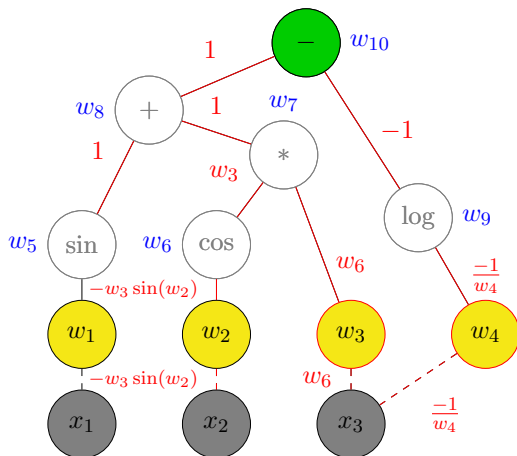 − w₁₀
1
w₈ + 1 w₇
∗
−1
1 w₃
log w₉
w₅ sin w₆ cos
w₆ −1/w₄
−w₃ sin(w₂)
w₁ w₂ w₃ w₄
−w₃ sin(w₂) w₆
−1/w₄
x₁ x₂ x₃